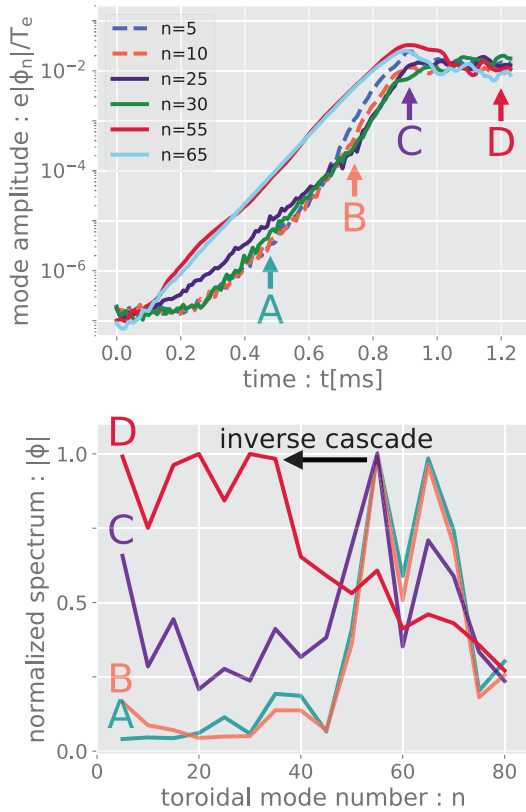 mode amplitude : e|ϕₙ|/Tₑ
10⁻²
10⁻⁴
10⁻⁶
n=5
n=10
n=25
n=30
n=55
n=65
A
B
C
D
0.0 0.2 0.4 0.6 0.8 1.0 1.2
time : t[ms]
normalized spectrum : |ϕ|
1.0
0.5
0.0
D
C
B
A
inverse cascade
0 20 40 60 80
toroidal mode number : n